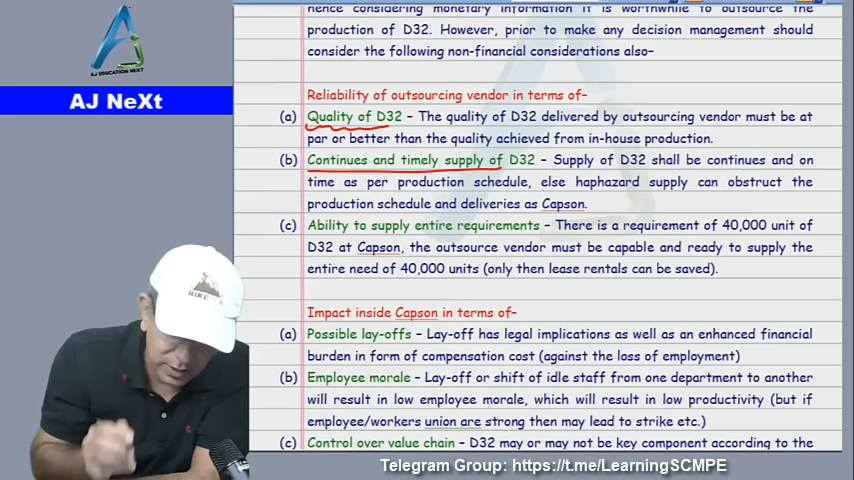 hence considering monetary information it is worthwhile to outsource the
production of D32. However, prior to make any decision management should
consider the following non-financial considerations also-
AJ EDUCATION NEXT
AJ NeXt
Reliability of outsourcing vendor in terms of-
(a) Quality of D32 - The quality of D32 delivered by outsourcing vendor must be at
par or better than the quality achieved from in-house production.
(b) Continues and timely supply of D32 - Supply of D32 shall be continues and on
time as per production schedule, else haphazard supply can obstruct the
production schedule and deliveries as Capson.
(c) Ability to supply entire requirements - There is a requirement of 40,000 unit of
D32 at Capson, the outsource vendor must be capable and ready to supply the
entire need of 40,000 units (only then lease rentals can be saved).
Impact inside Capson in terms of-
(a) Possible lay-offs - Lay-off has legal implications as well as an enhanced financial
burden in form of compensation cost (against the loss of employment)
(b) Employee morale - Lay-off or shift of idle staff from one department to another
will result in low employee morale, which will result in low productivity (but if
employee/workers union are strong then may lead to strike etc.)
(c) Control over value chain - D32 may or may not be key component according to the
Telegram Group: https://t.me/LearningSCMPE